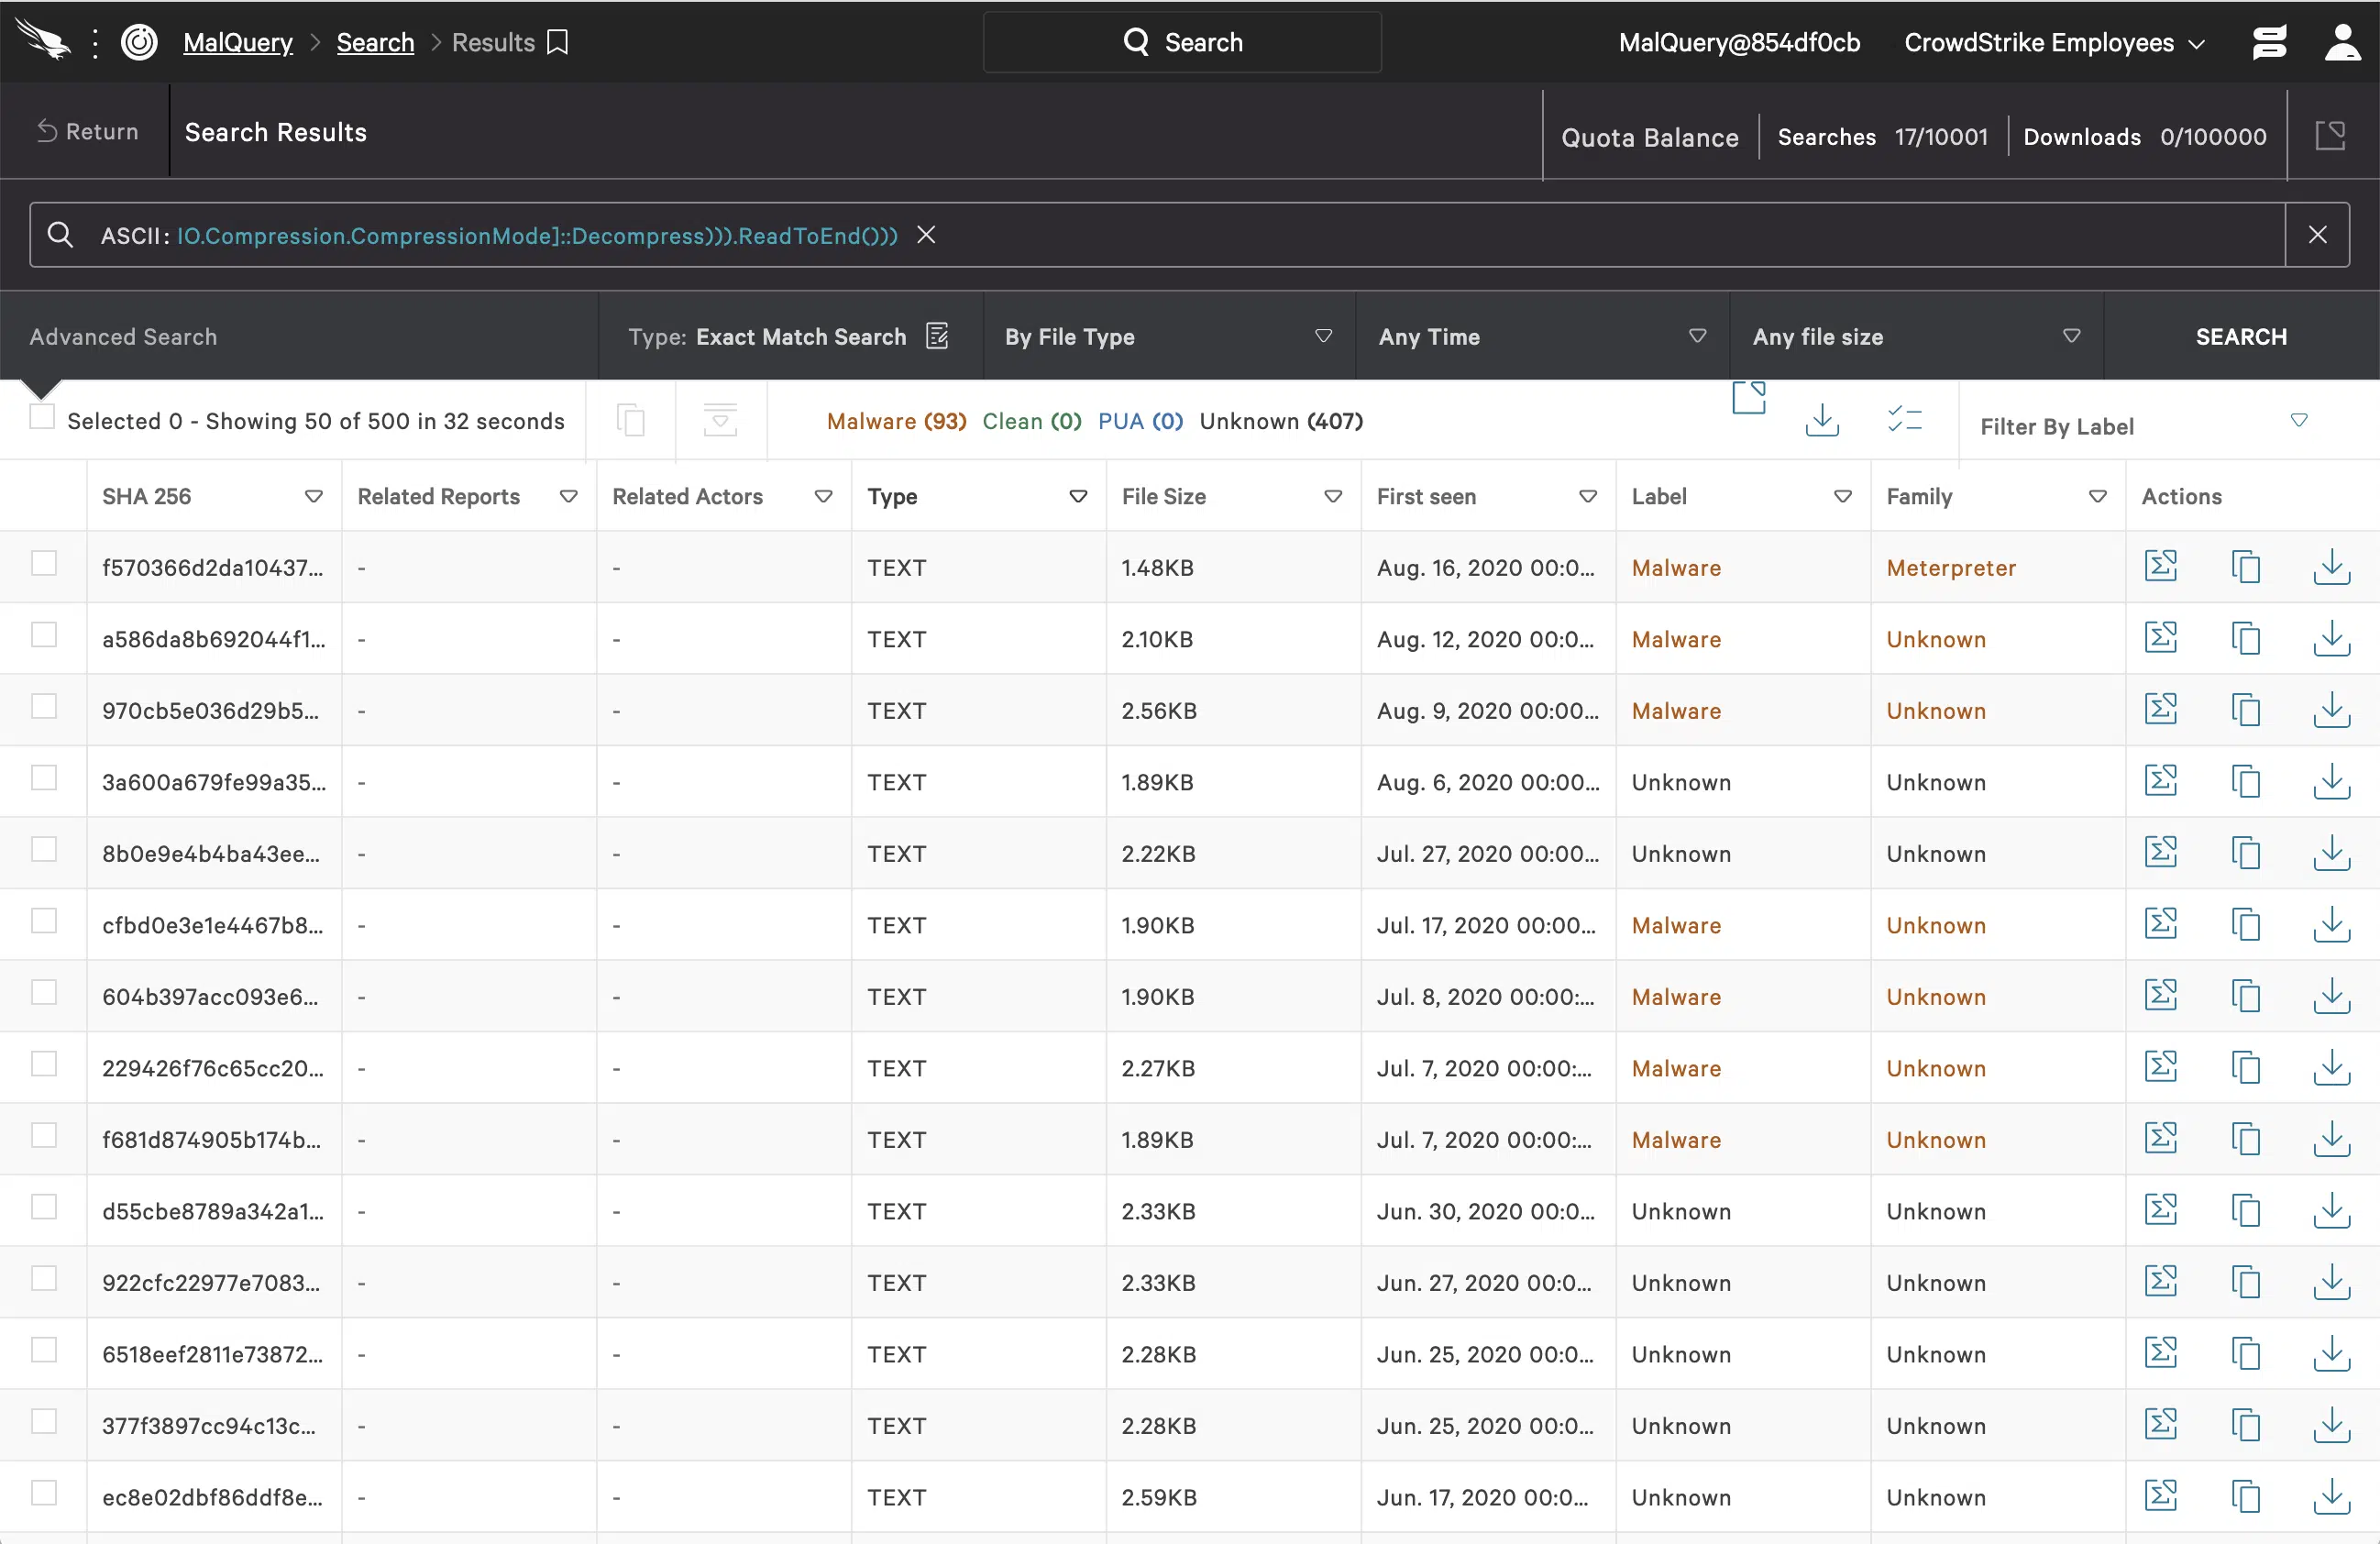 MalQuery > Search > Results Search MalQuery@854df0cb CrowdStrike Employees
Return Search Results Quota Balance Searches 17/10001 Downloads 0/100000
ASCII: IO.Compression.CompressionMode]::Decompress))).ReadToEnd()))
Advanced Search Type: Exact Match Search By File Type Any Time Any file size SEARCH
Selected 0 - Showing 50 of 500 in 32 seconds Malware (93) Clean (0) PUA (0) Unknown (407) Filter By Label
SHA 256 Related Reports Related Actors Type File Size First seen Label Family Actions
f570366d2da10437... - - TEXT 1.48KB Aug. 16, 2020 00:0... Malware Meterpreter
a586da8b692044f1... - - TEXT 2.10KB Aug. 12, 2020 00:0... Malware Unknown
970cb5e036d29b5... - - TEXT 2.56KB Aug. 9, 2020 00:00... Malware Unknown
3a600a679fe99a35... - - TEXT 1.89KB Aug. 6, 2020 00:00... Unknown Unknown
8b0e9e4b4ba43ee... - - TEXT 2.22KB Jul. 27, 2020 00:00... Unknown Unknown
cfbd0e3e1e4467b8... - - TEXT 1.90KB Jul. 17, 2020 00:00... Malware Unknown
604b397acc093e6... - - TEXT 1.90KB Jul. 8, 2020 00:00:... Malware Unknown
229426f76c65cc20... - - TEXT 2.27KB Jul. 7, 2020 00:00:... Malware Unknown
f681d874905b174b... - - TEXT 1.89KB Jul. 7, 2020 00:00:... Malware Unknown
d55cbe8789a342a1... - - TEXT 2.33KB Jun. 30, 2020 00:0... Unknown Unknown
922cfc22977e7083... - - TEXT 2.33KB Jun. 27, 2020 00:0... Unknown Unknown
6518eef2811e73872... - - TEXT 2.28KB Jun. 25, 2020 00:0... Unknown Unknown
377f3897cc94c13c... - - TEXT 2.28KB Jun. 25, 2020 00:0... Unknown Unknown
ec8e02dbf86ddf8e... - - TEXT 2.59KB Jun. 17, 2020 00:0... Unknown Unknown